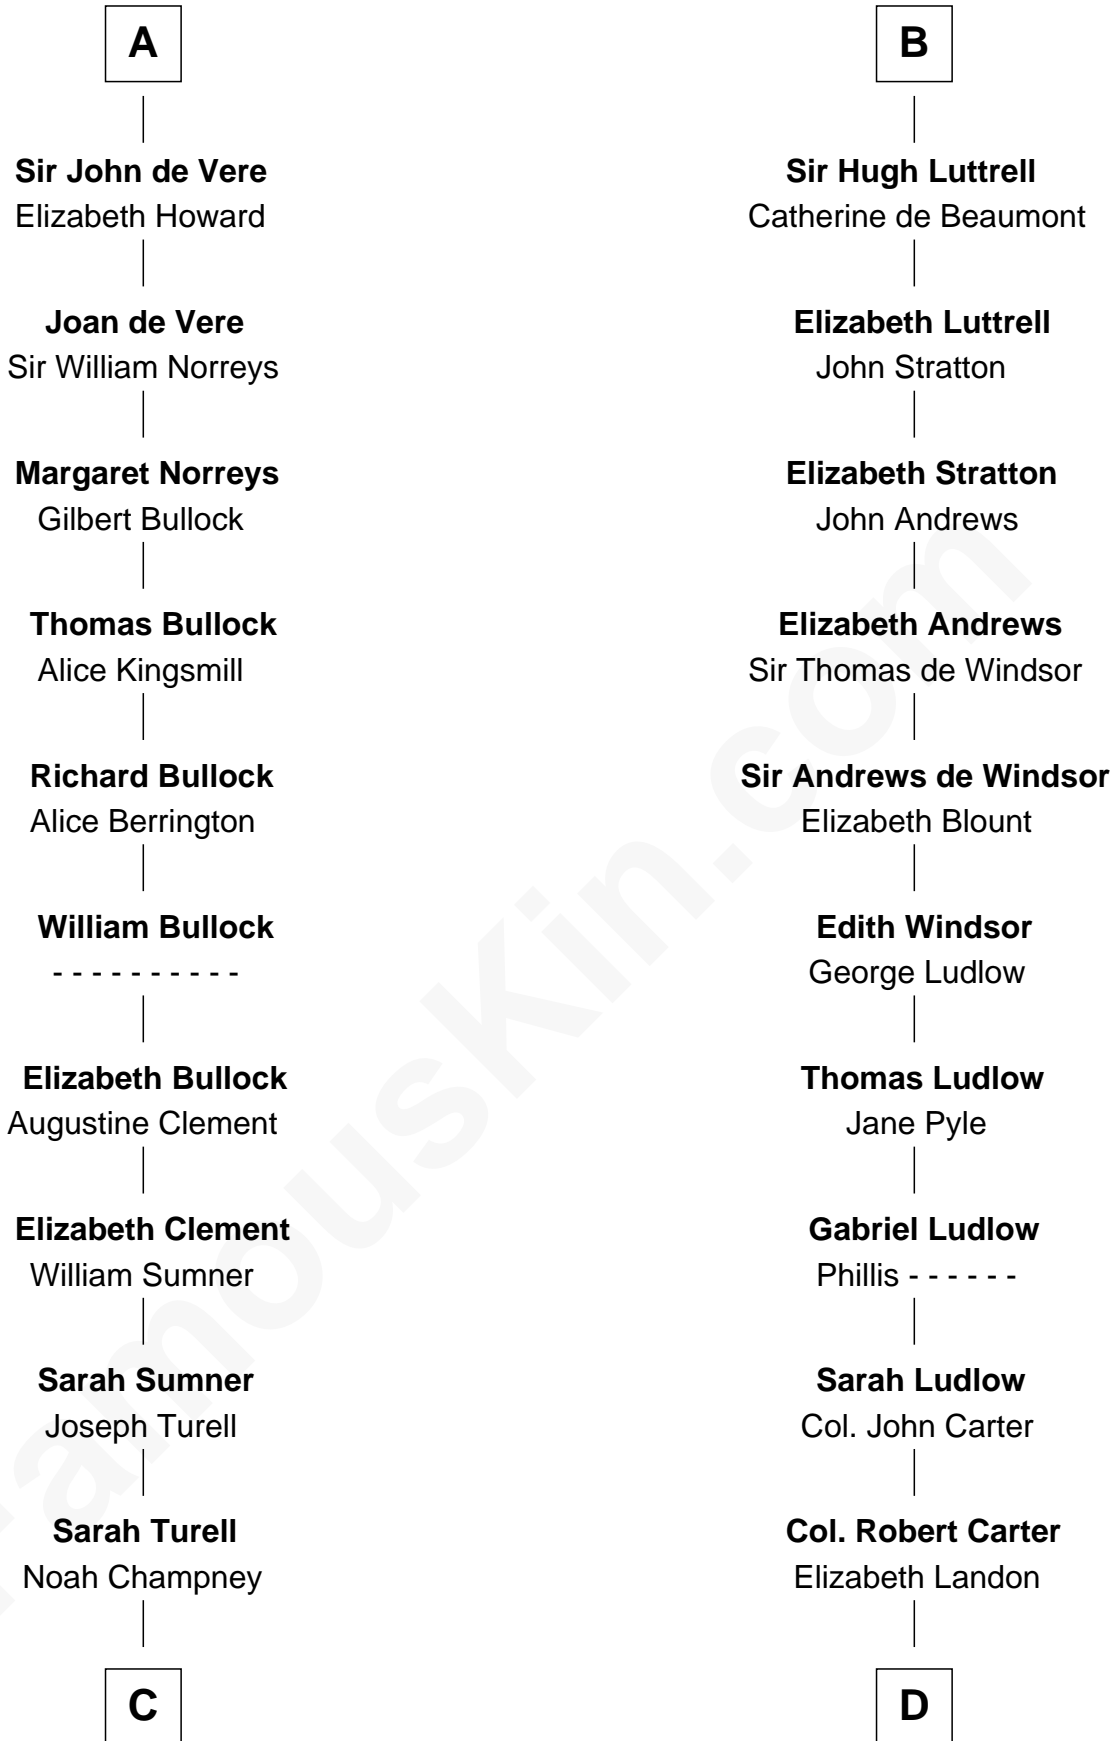 A
Sir John de Vere
Elizabeth Howard
Joan de Vere
Sir William Norreys
Margaret Norreys
Gilbert Bullock
Thomas Bullock
Alice Kingsmill
Richard Bullock
Alice Berrington
William Bullock
- - - - - - - - - -
Elizabeth Bullock
Augustine Clement
Elizabeth Clement
William Sumner
Sarah Sumner
Joseph Turell
Sarah Turell
Noah Champney
C
B
Sir Hugh Luttrell
Catherine de Beaumont
Elizabeth Luttrell
John Stratton
Elizabeth Stratton
John Andrews
Elizabeth Andrews
Sir Thomas de Windsor
Sir Andrews de Windsor
Elizabeth Blount
Edith Windsor
George Ludlow
Thomas Ludlow
Jane Pyle
Gabriel Ludlow
Phillis - - - - - -
Sarah Ludlow
Col. John Carter
Col. Robert Carter
Elizabeth Landon
D
FamousKin.com